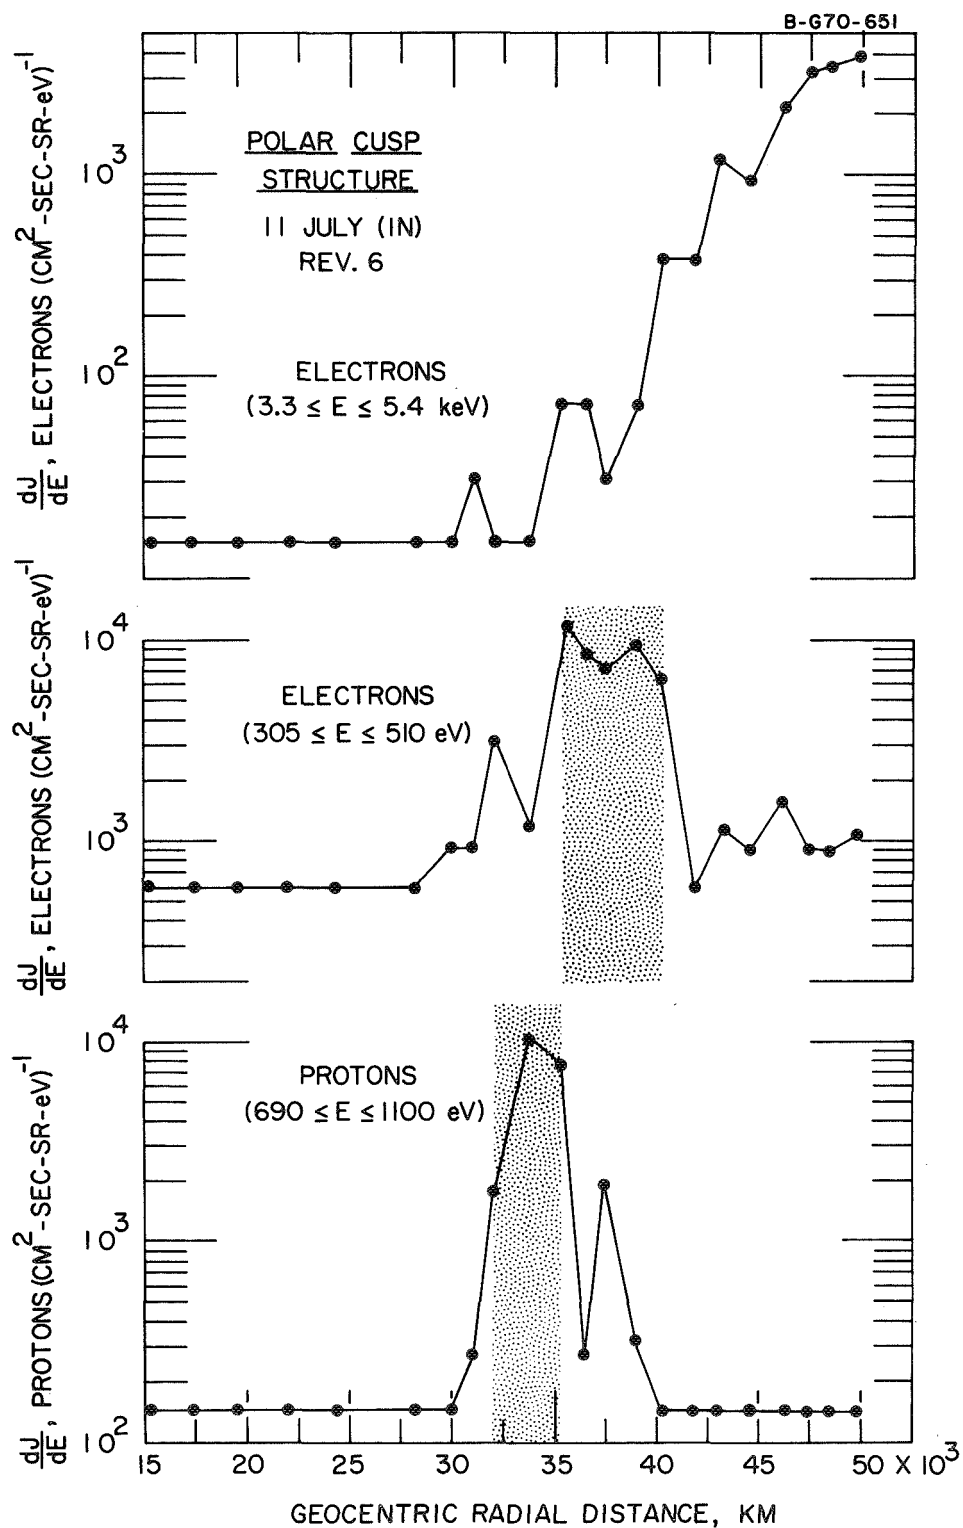 B-G70-651
POLAR CUSP
STRUCTURE
11 JULY (IN)
REV. 6
ELECTRONS
(3.3 ≤ E ≤ 5.4 keV)
dJ/dE, ELECTRONS (CM²-SEC-SR-eV)⁻¹
10³
10²
ELECTRONS
(305 ≤ E ≤ 510 eV)
dJ/dE, ELECTRONS (CM²-SEC-SR-eV)⁻¹
10⁴
10³
PROTONS
(690 ≤ E ≤ 1100 eV)
dJ/dE, PROTONS (CM²-SEC-SR-eV)⁻¹
10⁴
10³
10²
15 20 25 30 35 40 45 50 X 10³
GEOCENTRIC RADIAL DISTANCE, KM